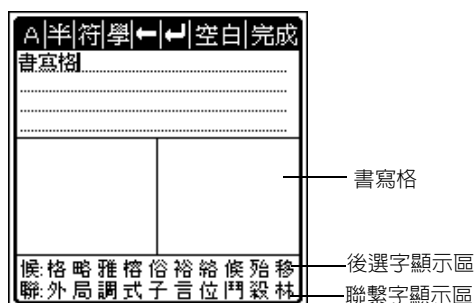 A 半 符 學 ← ↵ 空白 完成
書寫格
書寫格
候:格 略 雅 榕 俗 裕 絡 候 殆 移
後選字顯示區
聯:外 局 調 式 子 言 位 鬥 殺 林
聯繫字顯示區